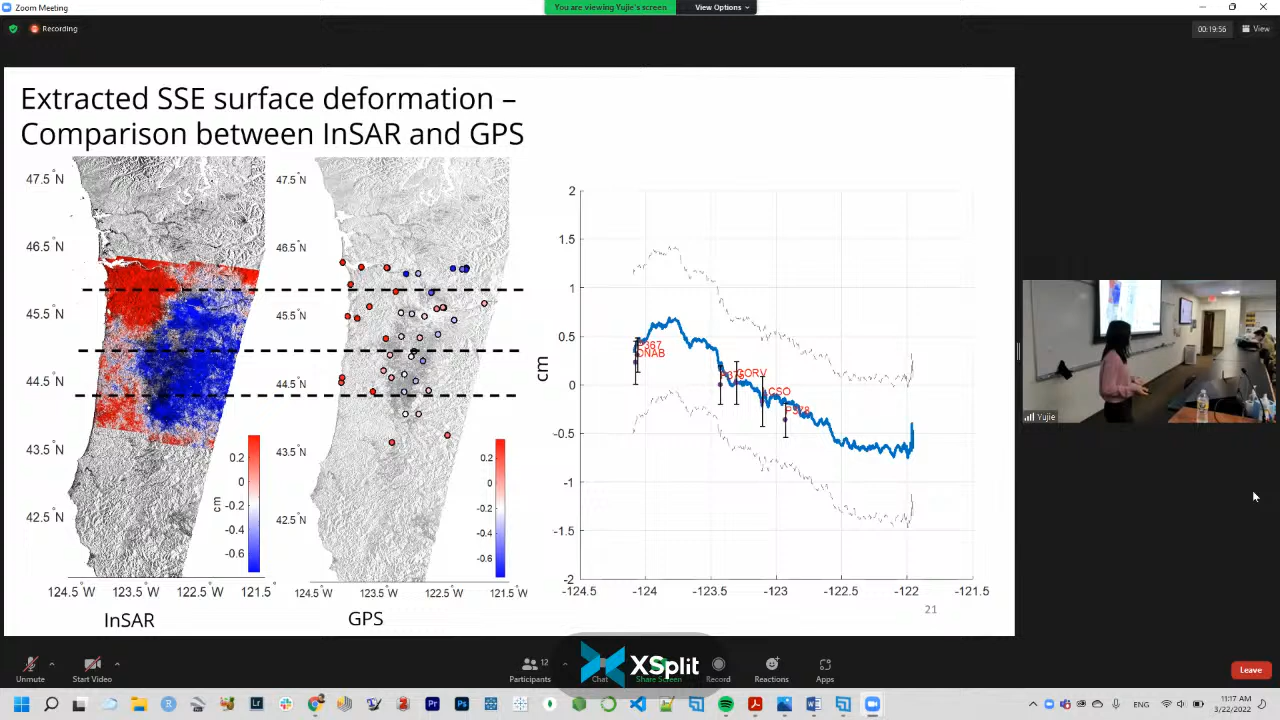 Zoom Meeting
You are viewing Yujie's screen
View Options
Recording
00:19:56
View
Extracted SSE surface deformation –
Comparison between InSAR and GPS
47.5°N
46.5°N
45.5°N
44.5°N
43.5°N
42.5°N
124.5°W 123.5°W 122.5°W 121.5°
0.2
0
-0.2
-0.4
-0.6
cm
InSAR
47.5°N
46.5°N
45.5°N
44.5°N
43.5°N
42.5°N
124.5°W 123.5°W 122.5°W 121.5°W
0.2
0
-0.2
-0.4
-0.6
GPS
2
1.5
1
0.5
0
-0.5
-1
-1.5
-2
cm
P367
ONAB
CORV
-124.5 -124 -123.5 -123 -122.5 -122 -121.5
21
Yujie
XSplit
Unmute
Start Video
12
Participants
Chat
Share Screen
Record
Reactions
Apps
Leave
11:17 AM
3/22/2022